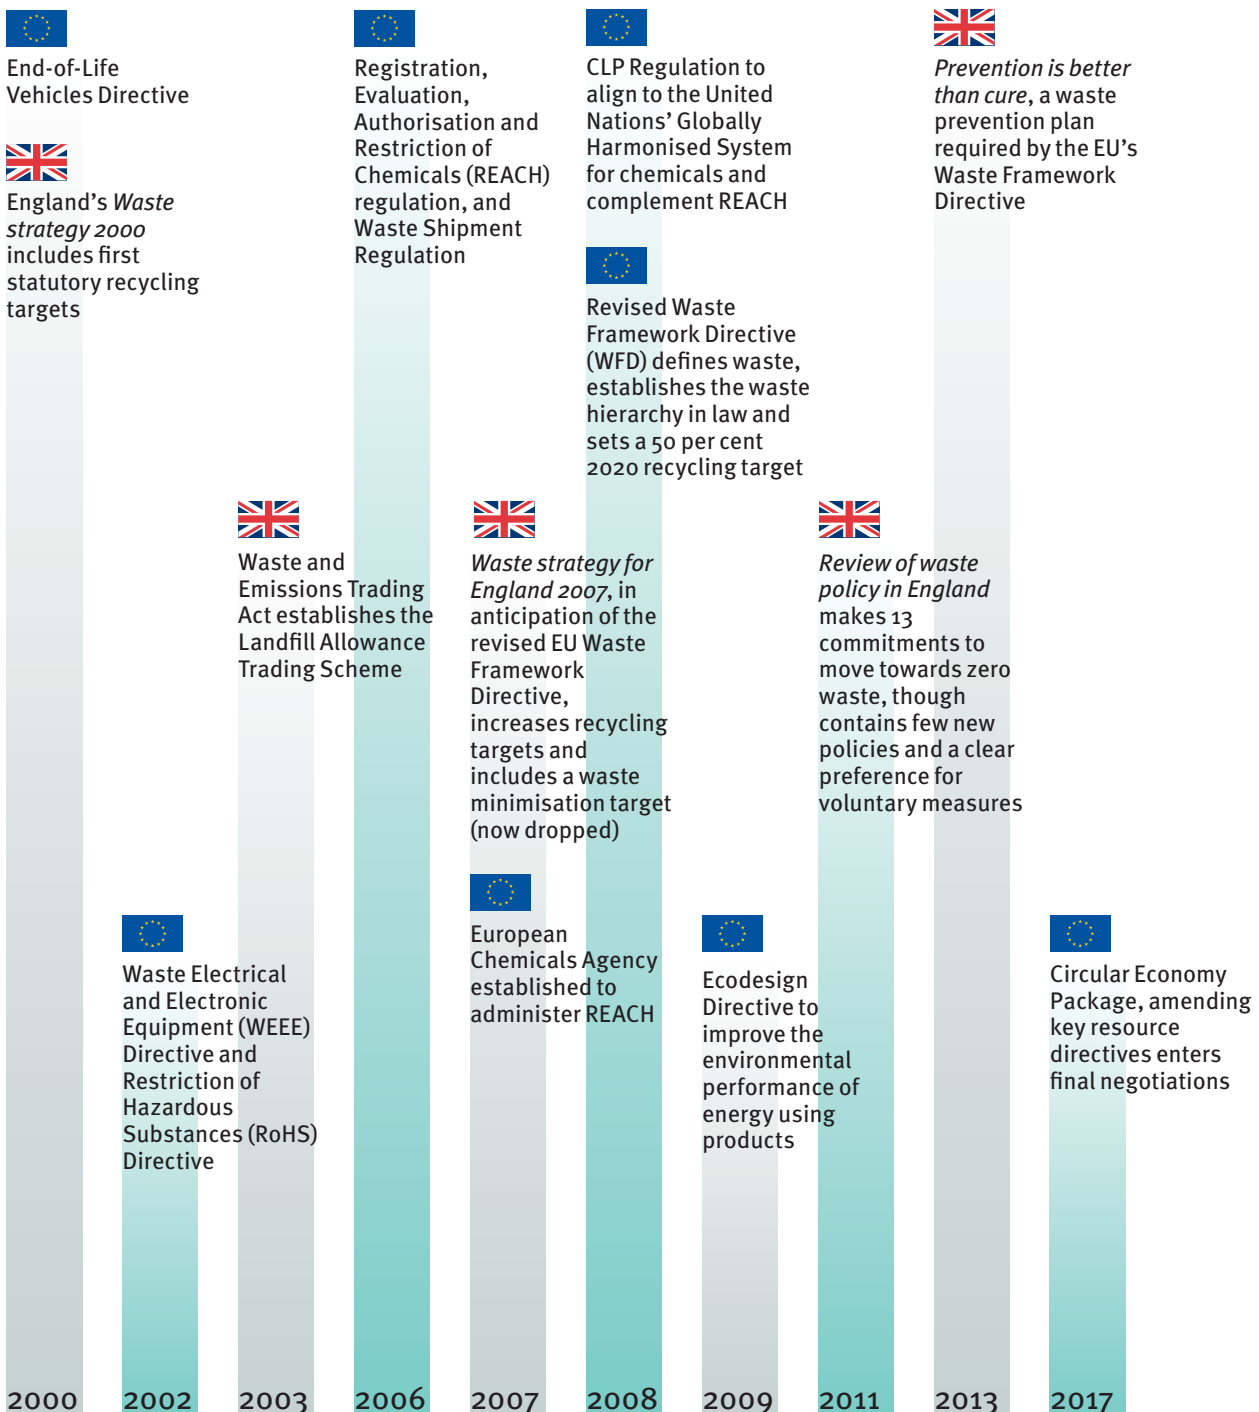 End-of-Life
Vehicles Directive
England's Waste
strategy 2000
includes first
statutory recycling
targets
Waste Electrical
and Electronic
Equipment (WEEE)
Directive and
Restriction of
Hazardous
Substances (RoHS)
Directive
Waste and
Emissions Trading
Act establishes the
Landfill Allowance
Trading Scheme
Registration,
Evaluation,
Authorisation and
Restriction of
Chemicals (REACH)
regulation, and
Waste Shipment
Regulation
Waste strategy for
England 2007, in
anticipation of the
revised EU Waste
Framework
Directive,
increases recycling
targets and
includes a waste
minimisation target
(now dropped)
European
Chemicals Agency
established to
administer REACH
CLP Regulation to
align to the United
Nations' Globally
Harmonised System
for chemicals and
complement REACH
Revised Waste
Framework Directive
(WFD) defines waste,
establishes the waste
hierarchy in law and
sets a 50 per cent
2020 recycling target
Ecodesign
Directive to
improve the
environmental
performance of
energy using
products
Review of waste
policy in England
makes 13
commitments to
move towards zero
waste, though
contains few new
policies and a clear
preference for
voluntary measures
Prevention is better
than cure, a waste
prevention plan
required by the EU's
Waste Framework
Directive
Circular Economy
Package, amending
key resource
directives enters
final negotiations
2000
2002
2003
2006
2007
2008
2009
2011
2013
2017